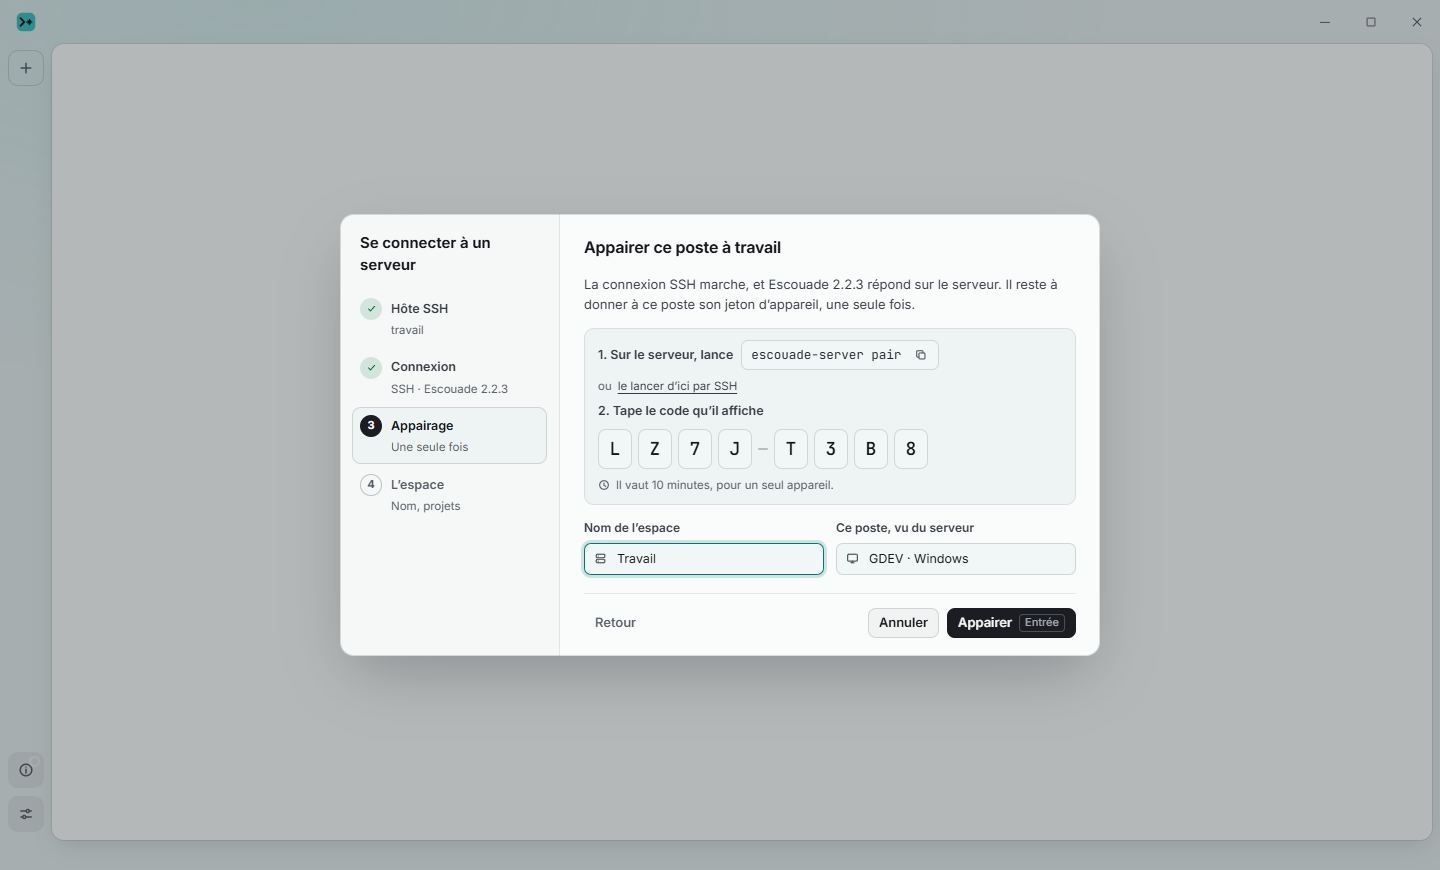 Se connecter à un
serveur
Hôte SSH
travail
Connexion
SSH · Escouade 2.2.3
3 Appairage
Une seule fois
4 L’espace
Nom, projets
Appairer ce poste à travail
La connexion SSH marche, et Escouade 2.2.3 répond sur le serveur. Il reste à
donner à ce poste son jeton d’appareil, une seule fois.
1. Sur le serveur, lance escouade-server pair
ou le lancer d’ici par SSH
2. Tape le code qu’il affiche
L Z 7 J – T 3 B 8
Il vaut 10 minutes, pour un seul appareil.
Nom de l’espace
Travail
Ce poste, vu du serveur
GDEV · Windows
Retour
Annuler
Appairer Entrée